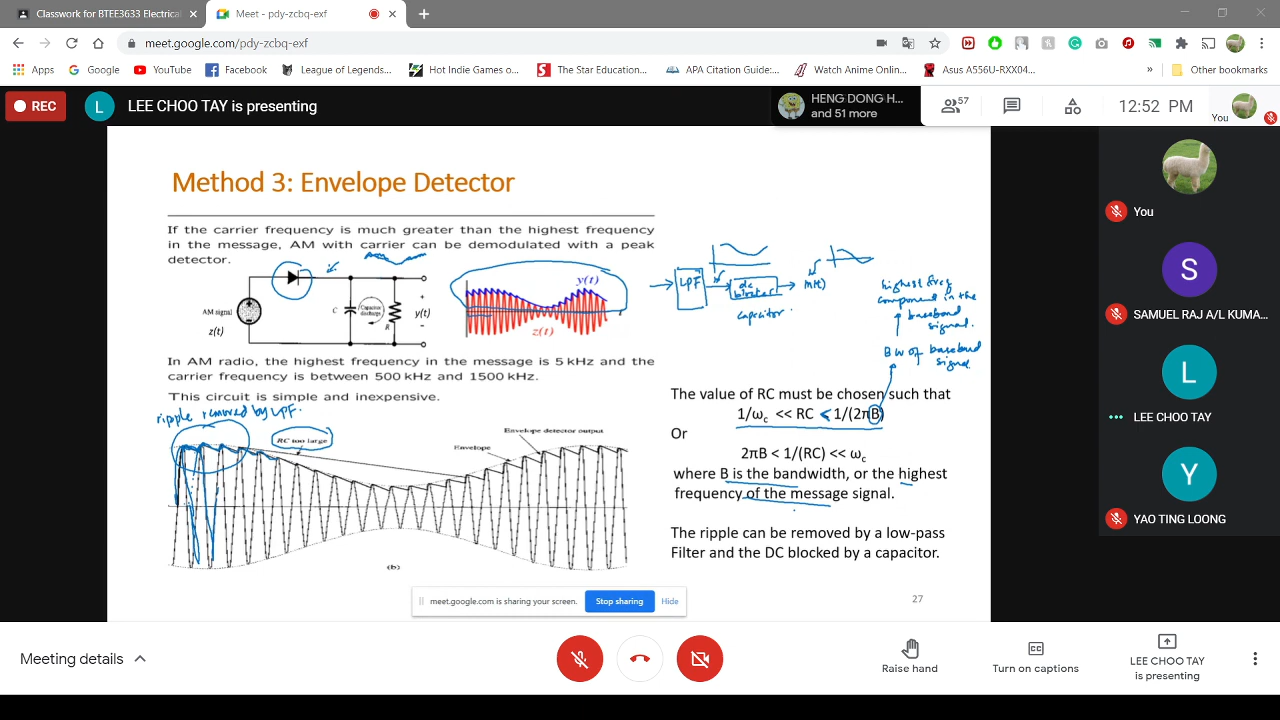 Classwork for BTEE3633 Electrical
Meet - pdy-zcbq-exf
meet.google.com/pdy-zcbq-exf
Apps
Google
YouTube
Facebook
League of Legends...
Hot Indie Games o...
The Star Education...
APA Citation Guide:...
Watch Anime Onlin...
Asus A556U-RXX04...
»
Other bookmarks
REC
L
LEE CHOO TAY is presenting
HENG DONG H...
and 51 more
57
12:52 PM
You
Method 3: Envelope Detector
If the carrier frequency is much greater than the highest frequency
in the message, AM with carrier can be demodulated with a peak
detector.
AM signal
z(t)
C
Capacitor
discharge
R
+
y(t)
-
y(t)
z(t)
t
LPF
dc
blocker
capacitor
m(t)
highest freq
component in the
baseband
signal.
BW of baseband
signal
In AM radio, the highest frequency in the message is 5 kHz and the
carrier frequency is between 500 kHz and 1500 kHz.
This circuit is simple and inexpensive.
ripple removed by LPF.
RC too large
Envelope
Envelope detector output
(b)
The value of RC must be chosen such that
1/ωc << RC < 1/(2πB)
Or
2πB < 1/(RC) << ωc
where B is the bandwidth, or the highest
frequency of the message signal.
The ripple can be removed by a low-pass
Filter and the DC blocked by a capacitor.
27
You
S
SAMUEL RAJ A/L KUMA...
L
LEE CHOO TAY
Y
YAO TING LOONG
meet.google.com is sharing your screen.
Stop sharing
Hide
Meeting details
Raise hand
Turn on captions
LEE CHOO TAY
is presenting